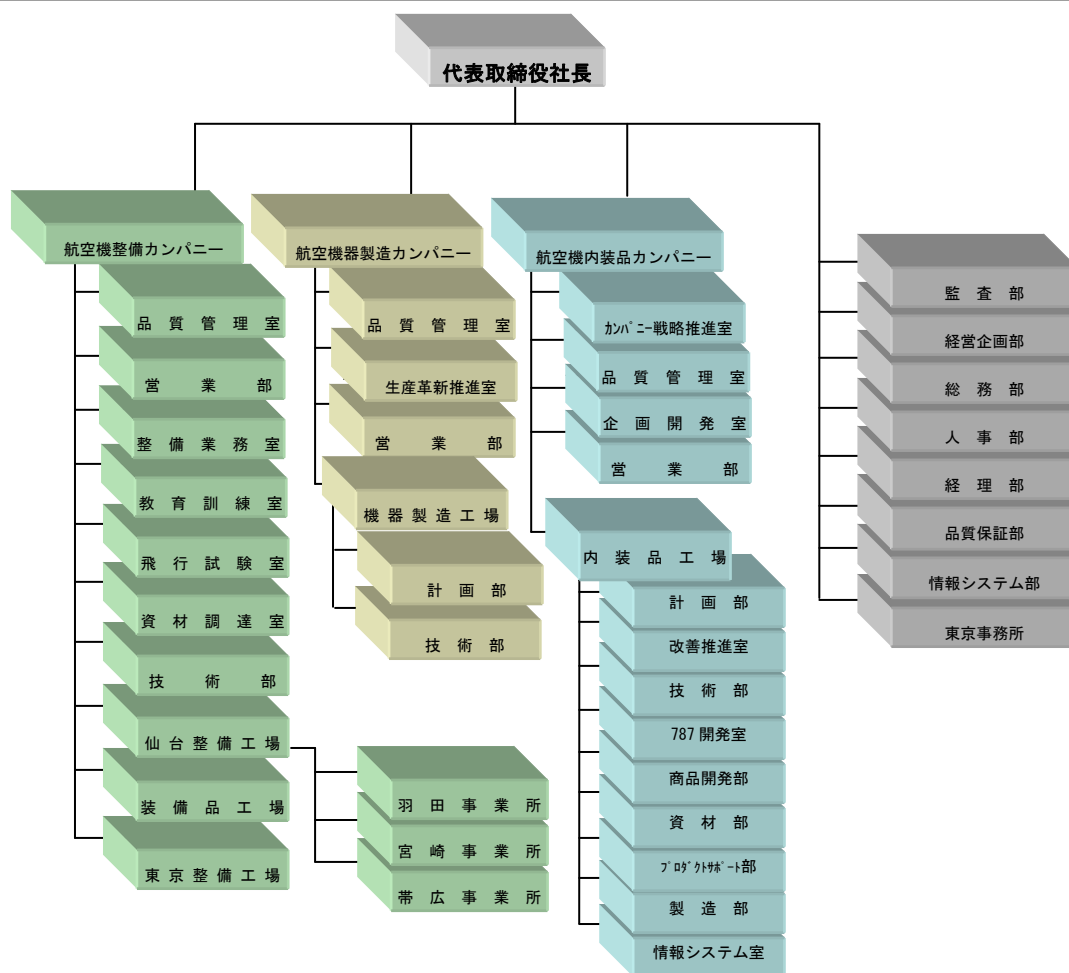 代表取締役社長
航空機整備カンパニー
品質管理室
営業部
整備業務室
教育訓練室
飛行試験室
資材調達室
技術部
仙台整備工場
装備品工場
東京整備工場
羽田事業所
宮崎事業所
帯広事業所
航空機器製造カンパニー
品質管理室
生産革新推進室
営業部
機器製造工場
計画部
技術部
航空機内装品カンパニー
ｶﾝﾊﾟﾆｰ戦略推進室
品質管理室
企画開発室
営業部
内装品工場
計画部
改善推進室
技術部
787開発室
商品開発部
資材部
ﾌﾟﾛﾀﾞｸﾄｻﾎﾟｰﾄ部
製造部
情報システム室
監査部
経営企画部
総務部
人事部
経理部
品質保証部
情報システム部
東京事務所